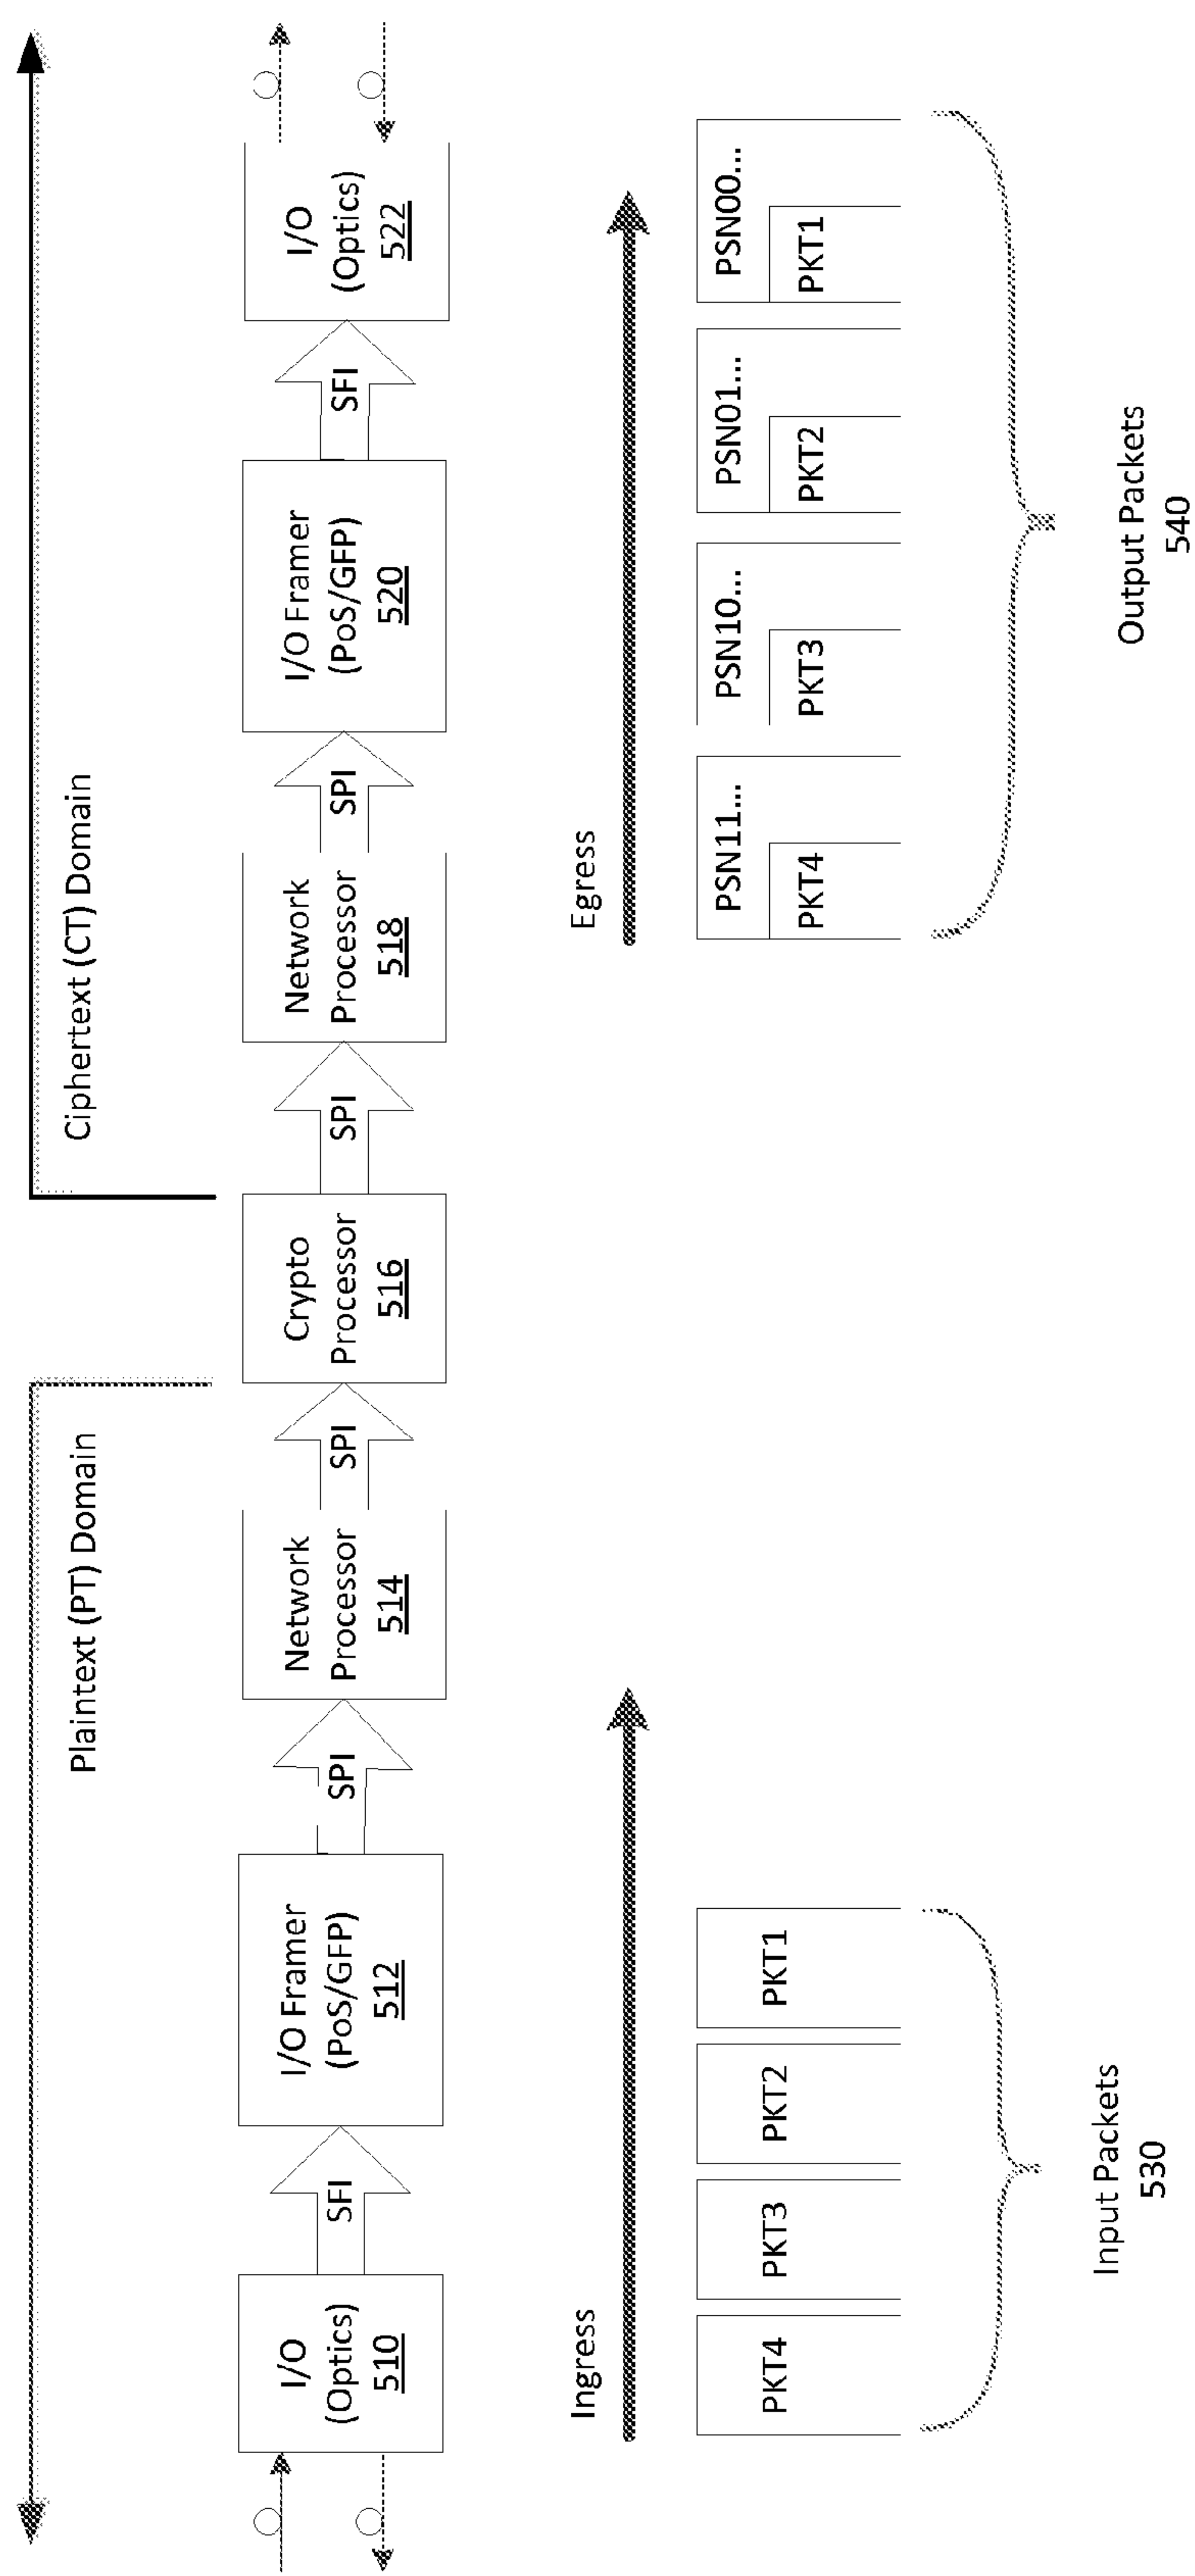 Plaintext (PT) Domain
Ciphertext (CT) Domain
I/O
(Optics)
510
SFI
I/O Framer
(PoS/GFP)
512
SPI
Network
Processor
514
SPI
Crypto
Processor
516
SPI
Network
Processor
518
SPI
I/O Framer
(PoS/GFP)
520
SFI
I/O
(Optics)
522
Ingress
Egress
PKT4
PKT3
PKT2
PKT1
PSN11...
PKT4
PSN10...
PKT3
PSN01...
PKT2
PSN00...
PKT1
Input Packets
530
Output Packets
540